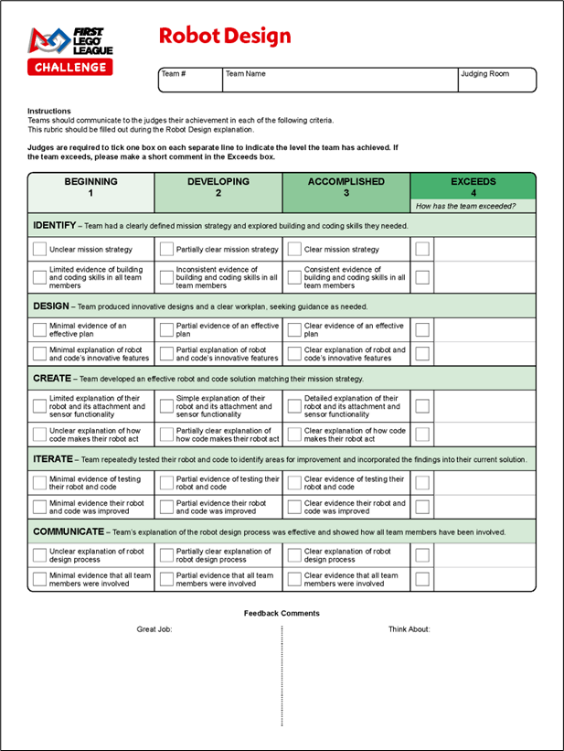 FIRST
LEGO
LEAGUE
CHALLENGE
Robot Design
Team #
Team Name
Judging Room
Instructions
Teams should communicate to the judges their achievement in each of the following criteria.
This rubric should be filled out during the Robot Design explanation.
Judges are required to tick one box on each separate line to indicate the level the team has achieved. If
the team exceeds, please make a short comment in the Exceeds box.
BEGINNING
1
DEVELOPING
2
ACCOMPLISHED
3
EXCEEDS
4
How has the team exceeded?
IDENTIFY – Team had a clearly defined mission strategy and explored building and coding skills they needed.
Unclear mission strategy
Partially clear mission strategy
Clear mission strategy
Limited evidence of building
and coding skills in all team
members
Inconsistent evidence of
building and coding skills in all
team members
Consistent evidence of
building and coding skills in all
team members
DESIGN – Team produced innovative designs and a clear workplan, seeking guidance as needed.
Minimal evidence of an
effective plan
Partial evidence of an effective
plan
Clear evidence of an effective
plan
Minimal explanation of robot
and code's innovative features
Partial explanation of robot
and code's innovative features
Clear explanation of robot and
code's innovative features
CREATE – Team developed an effective robot and code solution matching their mission strategy.
Limited explanation of their
robot and its attachment and
sensor functionality
Simple explanation of their
robot and its attachment and
sensor functionality
Detailed explanation of their
robot and its attachment and
sensor functionality
Unclear explanation of how
code makes their robot act
Partially clear explanation of
how code makes their robot act
Clear explanation of how code
makes their robot act
ITERATE – Team repeatedly tested their robot and code to identify areas for improvement and incorporated the findings into their current solution.
Minimal evidence of testing
their robot and code
Partial evidence of testing their
robot and code
Clear evidence of testing their
robot and code
Minimal evidence their robot
and code was improved
Partial evidence their robot and
code was improved
Clear evidence their robot and
code was improved
COMMUNICATE – Team's explanation of the robot design process was effective and showed how all team members have been involved.
Unclear explanation of robot
design process
Partially clear explanation of
robot design process
Clear explanation of robot
design process
Minimal evidence that all team
members were involved
Partial evidence that all team
members were involved
Clear evidence that all team
members were involved
Feedback Comments
Great Job:
Think About: